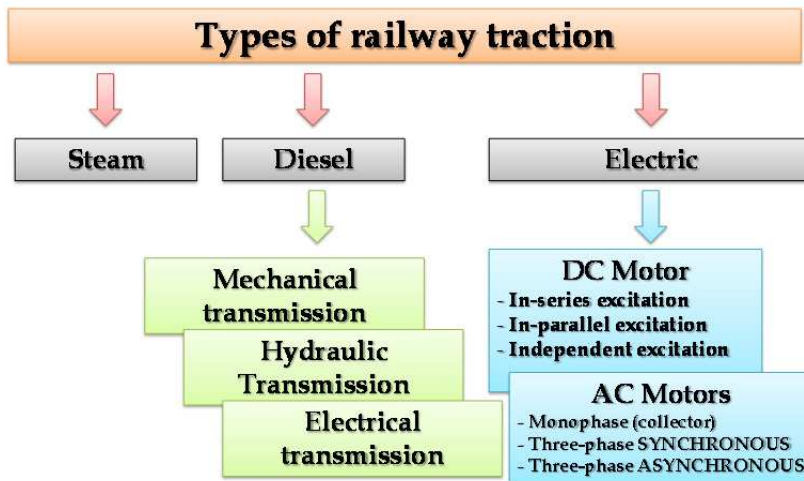 Types of railway traction
Steam
Diesel
Electric
Mechanical
transmission
Hydraulic
Transmission
Electrical
transmission
DC Motor
- In-series excitation
- In-parallel excitation
- Independent excitation
AC Motors
- Monophase (collector)
- Three-phase SYNCHRONOUS
- Three-phase ASYNCHRONOUS